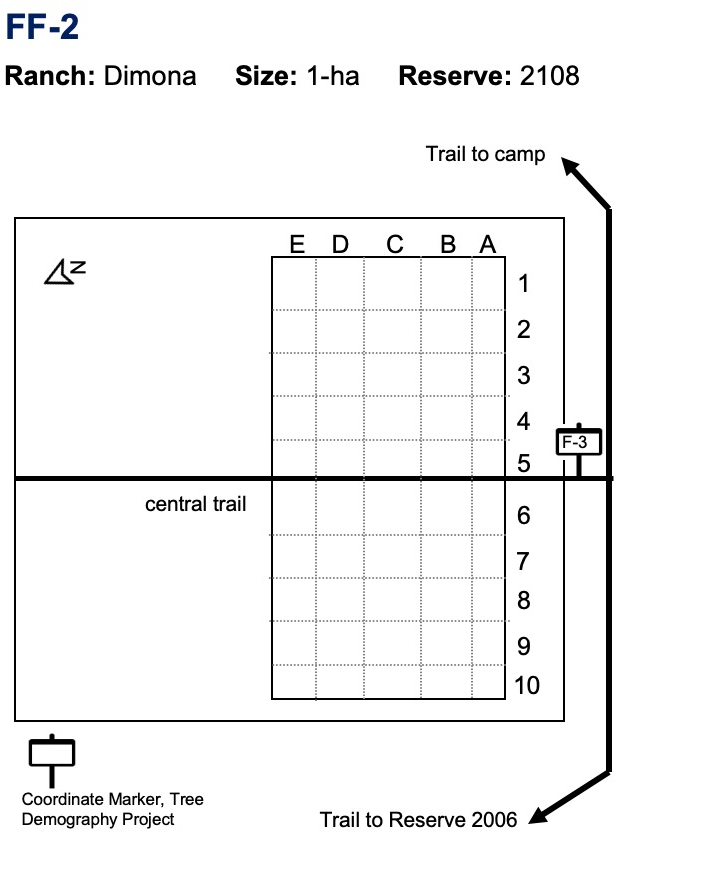 FF-2
Ranch: Dimona Size: 1-ha Reserve: 2108
Trail to camp
N
E D C B A
1
2
3
4
F-3
5
central trail
6
7
8
9
10
Coordinate Marker, Tree
Demography Project
Trail to Reserve 2006